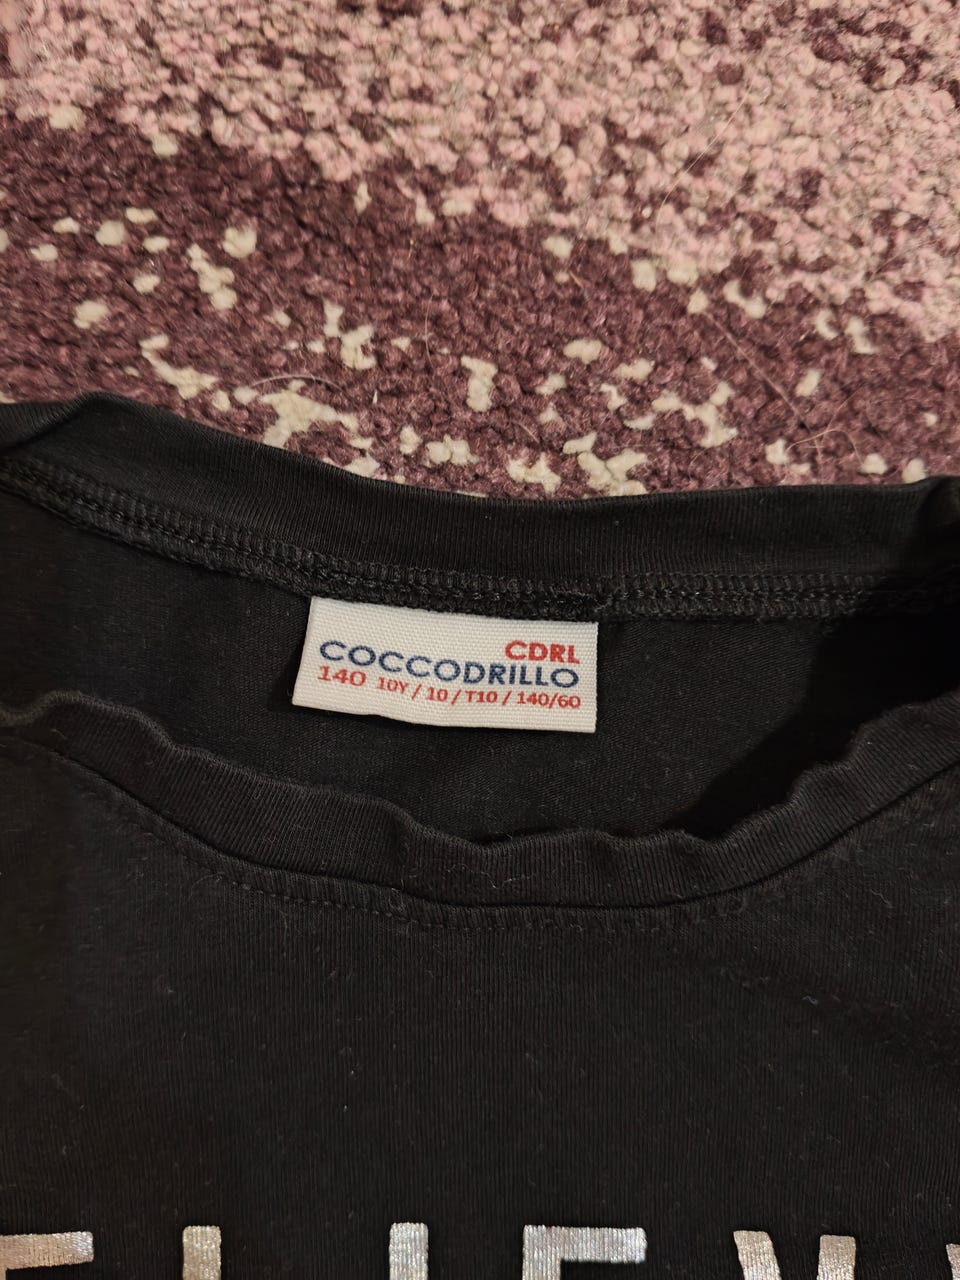 CDRL
COCCODRILLO
140 10Y / 10 / T10 / 140/60